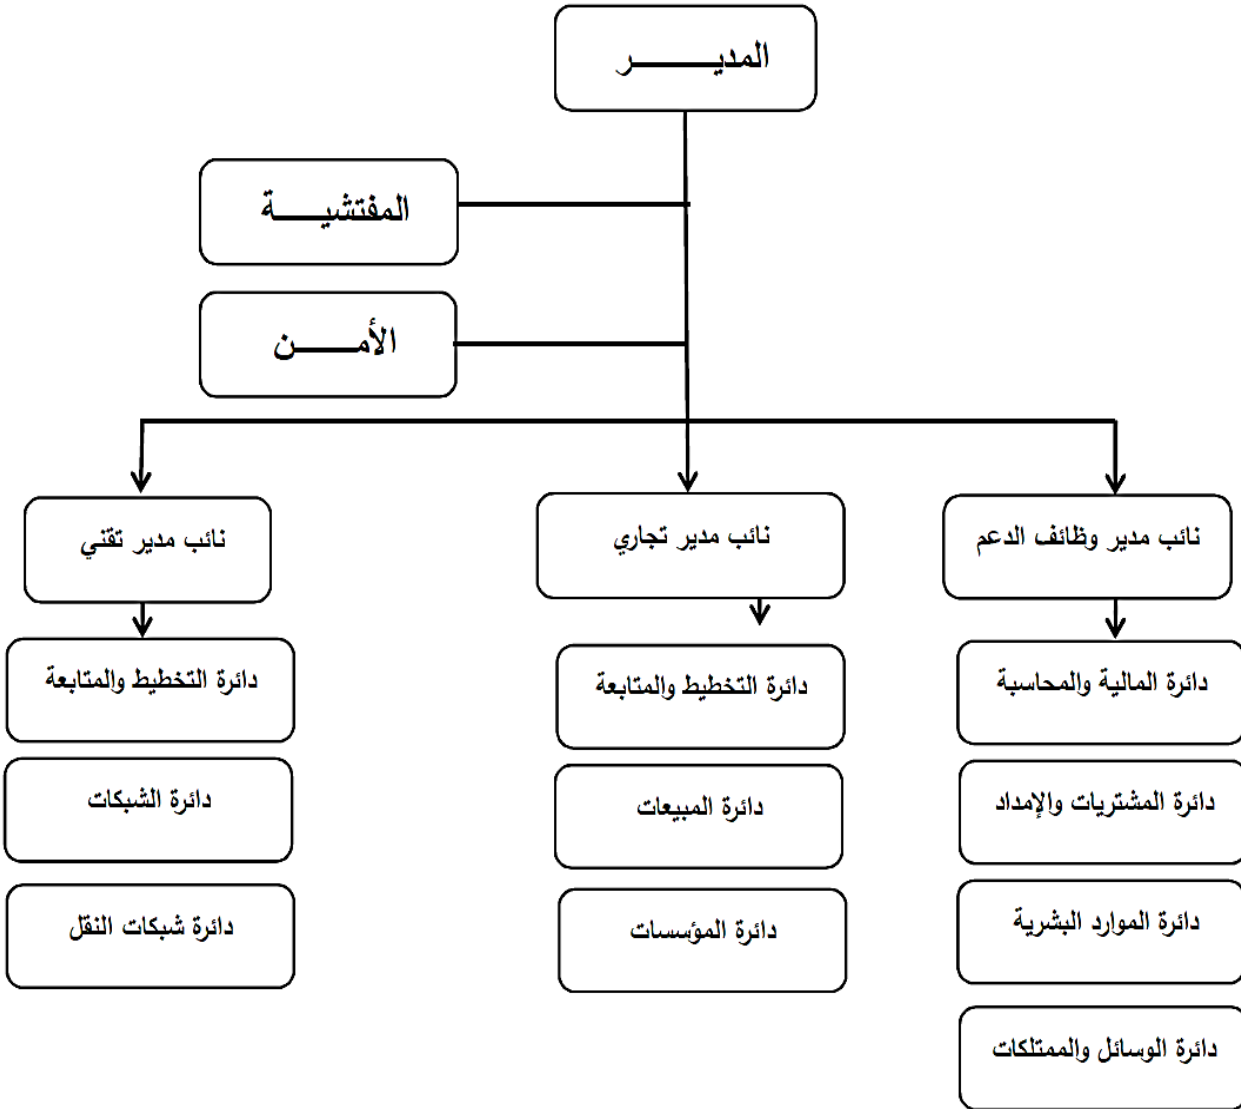 المديـــــــر
المفتشيــــة
الأمــــن
نائب مدير وظائف الدعم
نائب مدير تجاري
نائب مدير تقني
دائرة المالية والمحاسبة
دائرة التخطيط والمتابعة
دائرة التخطيط والمتابعة
دائرة المشتريات والإمداد
دائرة المبيعات
دائرة الشبكات
دائرة الموارد البشرية
دائرة المؤسسات
دائرة شبكات النقل
دائرة الوسائل والممتلكات